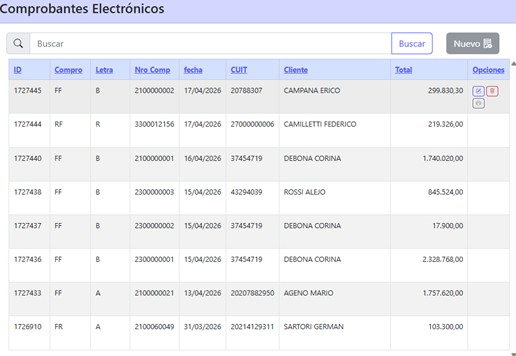 Comprobantes Electrónicos
Buscar Buscar Nuevo
ID Compro Letra Nro Comp fecha CUIT Cliente Total Opciones
1727445 FF B 2100000002 17/04/2026 20788307 CAMPANA ERICO 299.830,30
1727444 RF R 3300012156 17/04/2026 27000000006 CAMILLETTI FEDERICO 219.326,00
1727440 FF B 2100000001 16/04/2026 37454719 DEBONA CORINA 1.740.020,00
1727438 FF B 2300000003 15/04/2026 43294039 ROSSI ALEJO 845.524,00
1727437 FF B 2300000002 15/04/2026 37454719 DEBONA CORINA 17.900,00
1727436 FF B 2300000001 15/04/2026 37454719 DEBONA CORINA 2.328.768,00
1727433 FF A 2100000021 13/04/2026 20207882950 AGENO MARIO 1.757.620,00
1726910 FR A 2100060049 31/03/2026 20214129311 SARTORI GERMAN 103.300,00